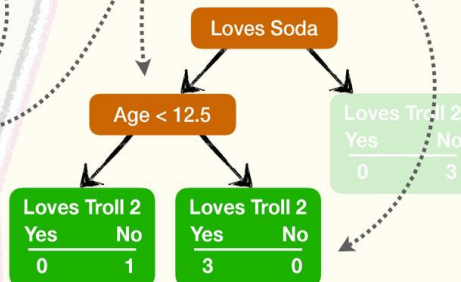 Loves Soda
Age < 12.5
Loves Troll 2
Yes No
0 3
Loves Troll 2
Yes No
0 1
Loves Troll 2
Yes No
3 0